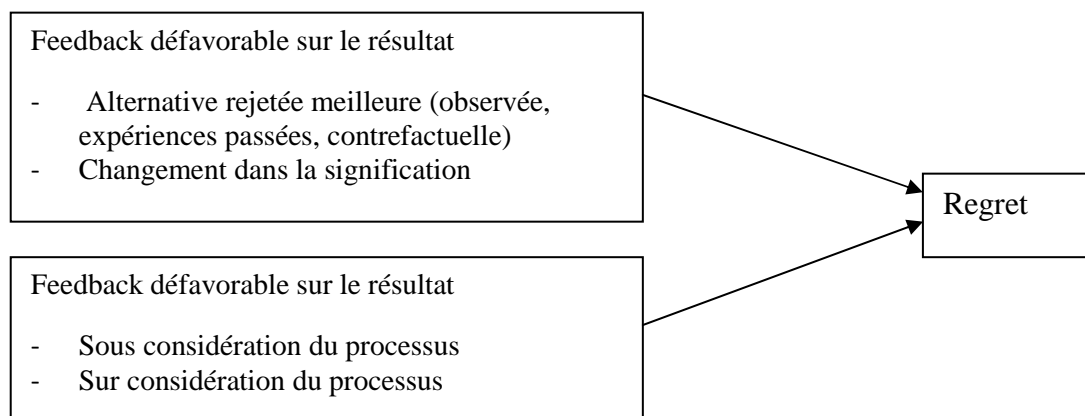 Feedback défavorable sur le résultat
- Alternative rejetée meilleure (observée,
expériences passées, contrefactuelle)
- Changement dans la signification
Regret
Feedback défavorable sur le résultat
- Sous considération du processus
- Sur considération du processus